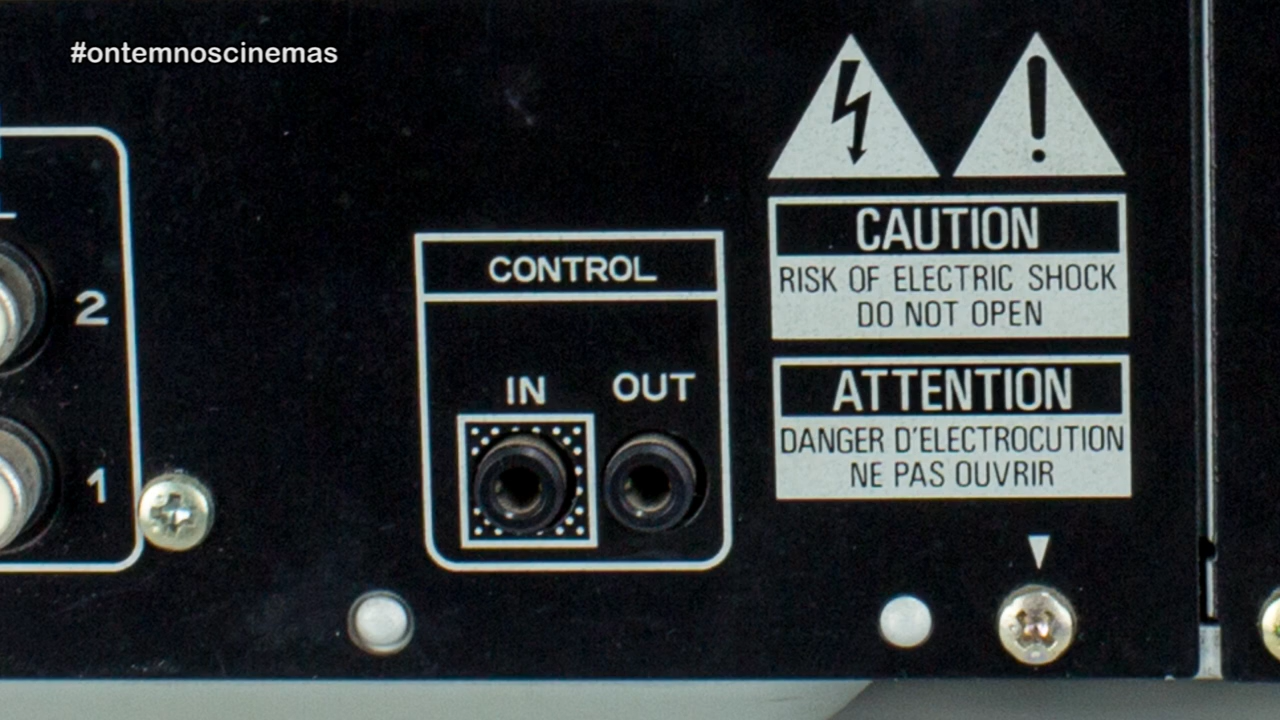 #ontemnoscinemas
2
1
CONTROL
IN
OUT
CAUTION
RISK OF ELECTRIC SHOCK
DO NOT OPEN
ATTENTION
DANGER D'ELECTROCUTION
NE PAS OUVRIR